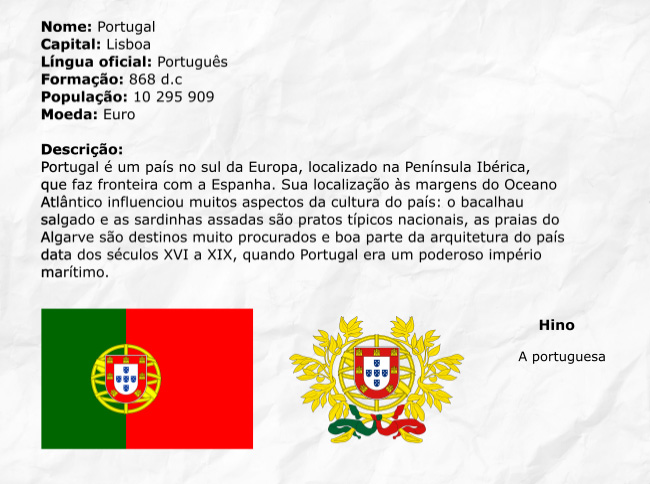 Nome: Portugal
Capital: Lisboa
Língua oficial: Português
Formação: 868 d.c
População: 10 295 909
Moeda: Euro
Descrição:
Portugal é um país no sul da Europa, localizado na Península Ibérica,
que faz fronteira com a Espanha. Sua localização às margens do Oceano
Atlântico influenciou muitos aspectos da cultura do país: o bacalhau
salgado e as sardinhas assadas são pratos típicos nacionais, as praias do
Algarve são destinos muito procurados e boa parte da arquitetura do país
data dos séculos XVI a XIX, quando Portugal era um poderoso império
marítimo.
Hino
A portuguesa